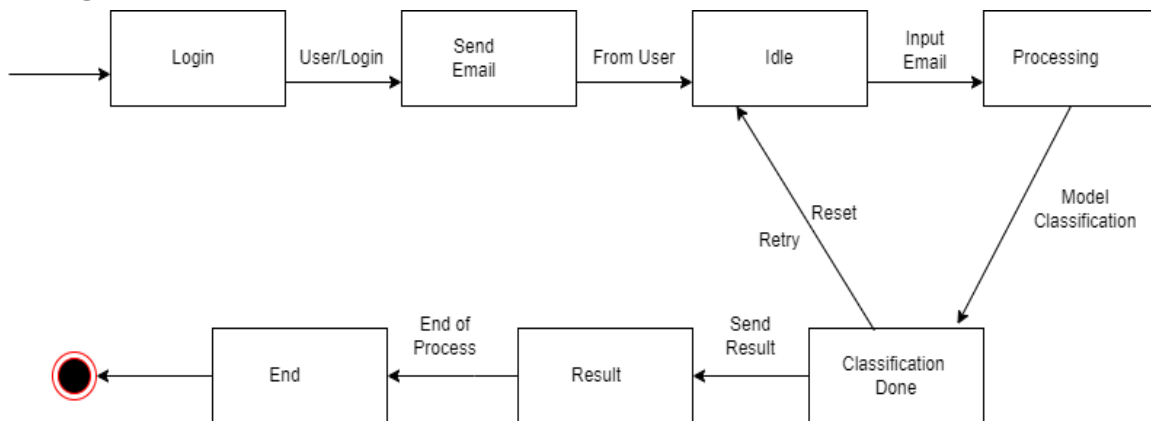 Login
User/Login
Send
Email
From User
Idle
Input
Email
Processing
Model
Classification
Reset
Retry
Classification
Done
Send
Result
Result
End of
Process
End